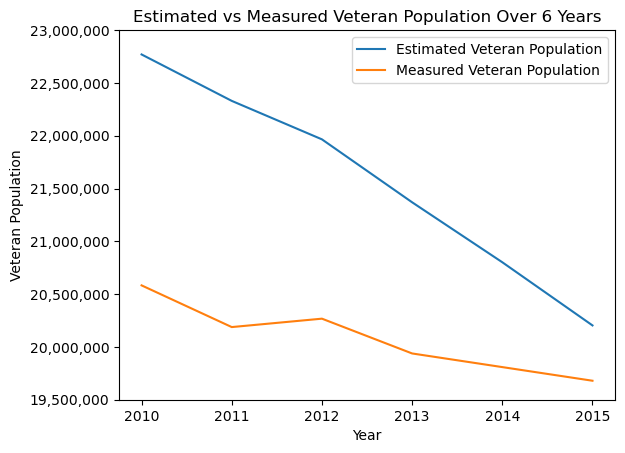 Estimated vs Measured Veteran Population Over 6 Years
23,000,000
22,500,000
22,000,000
21,500,000
21,000,000
20,500,000
20,000,000
19,500,000
Veteran Population
Estimated Veteran Population
Measured Veteran Population
2010 2011 2012 2013 2014 2015
Year